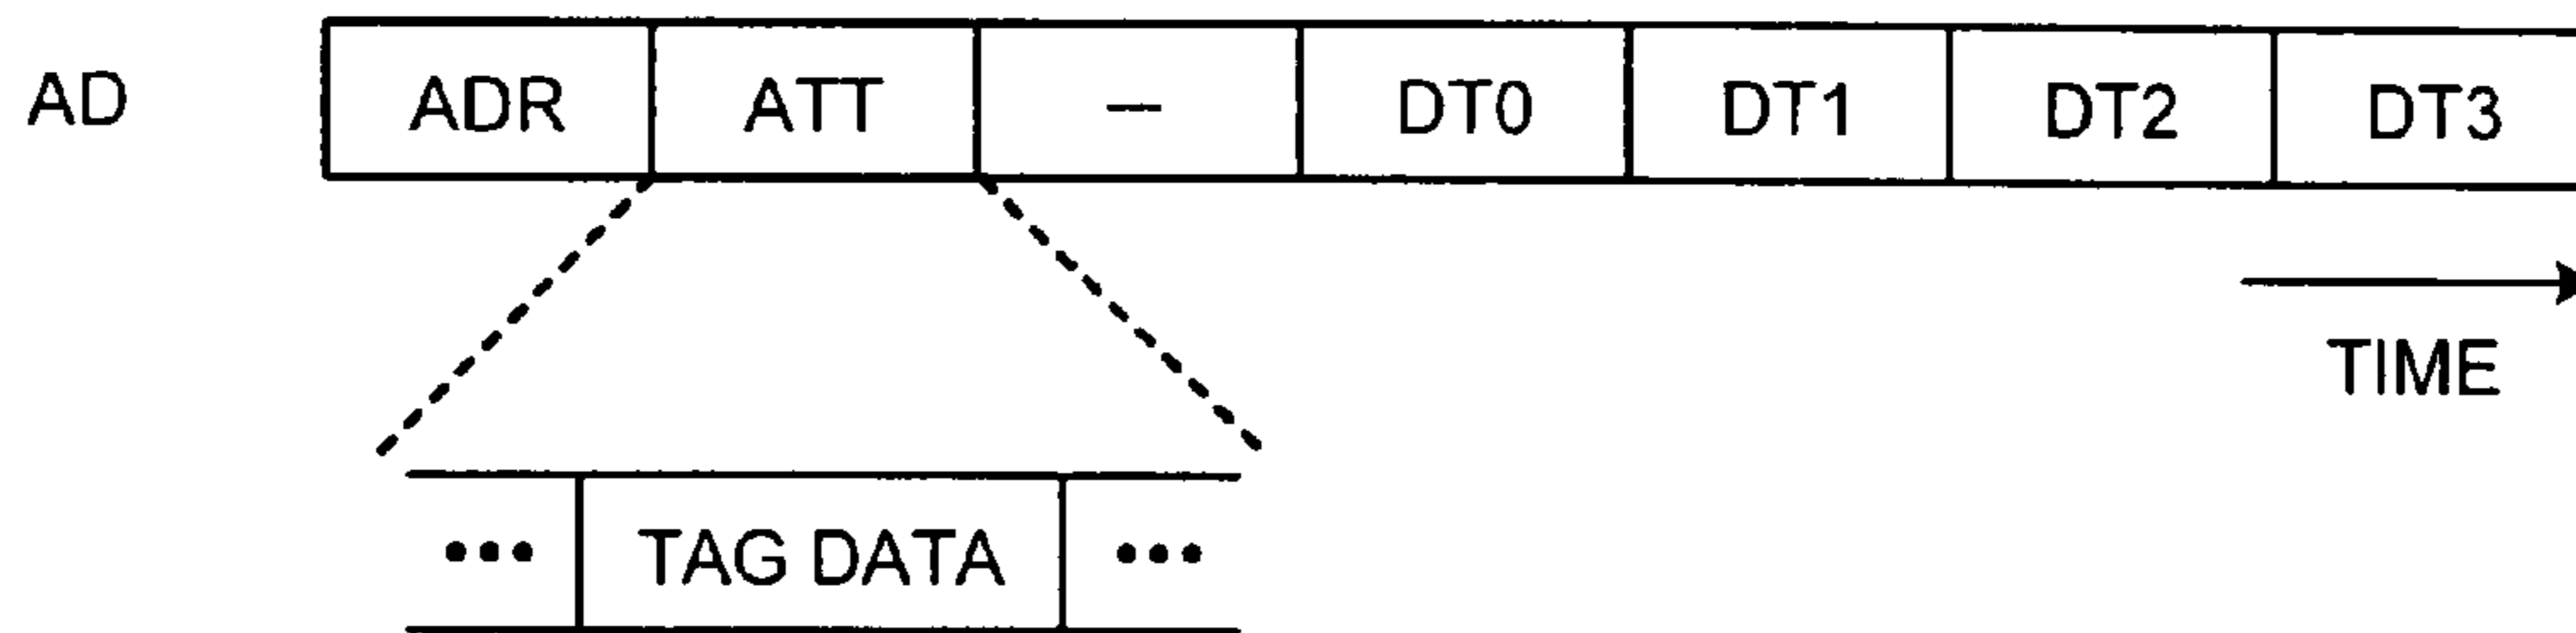 AD ADR ATT – DT0 DT1 DT2 DT3
TIME
••• TAG DATA •••